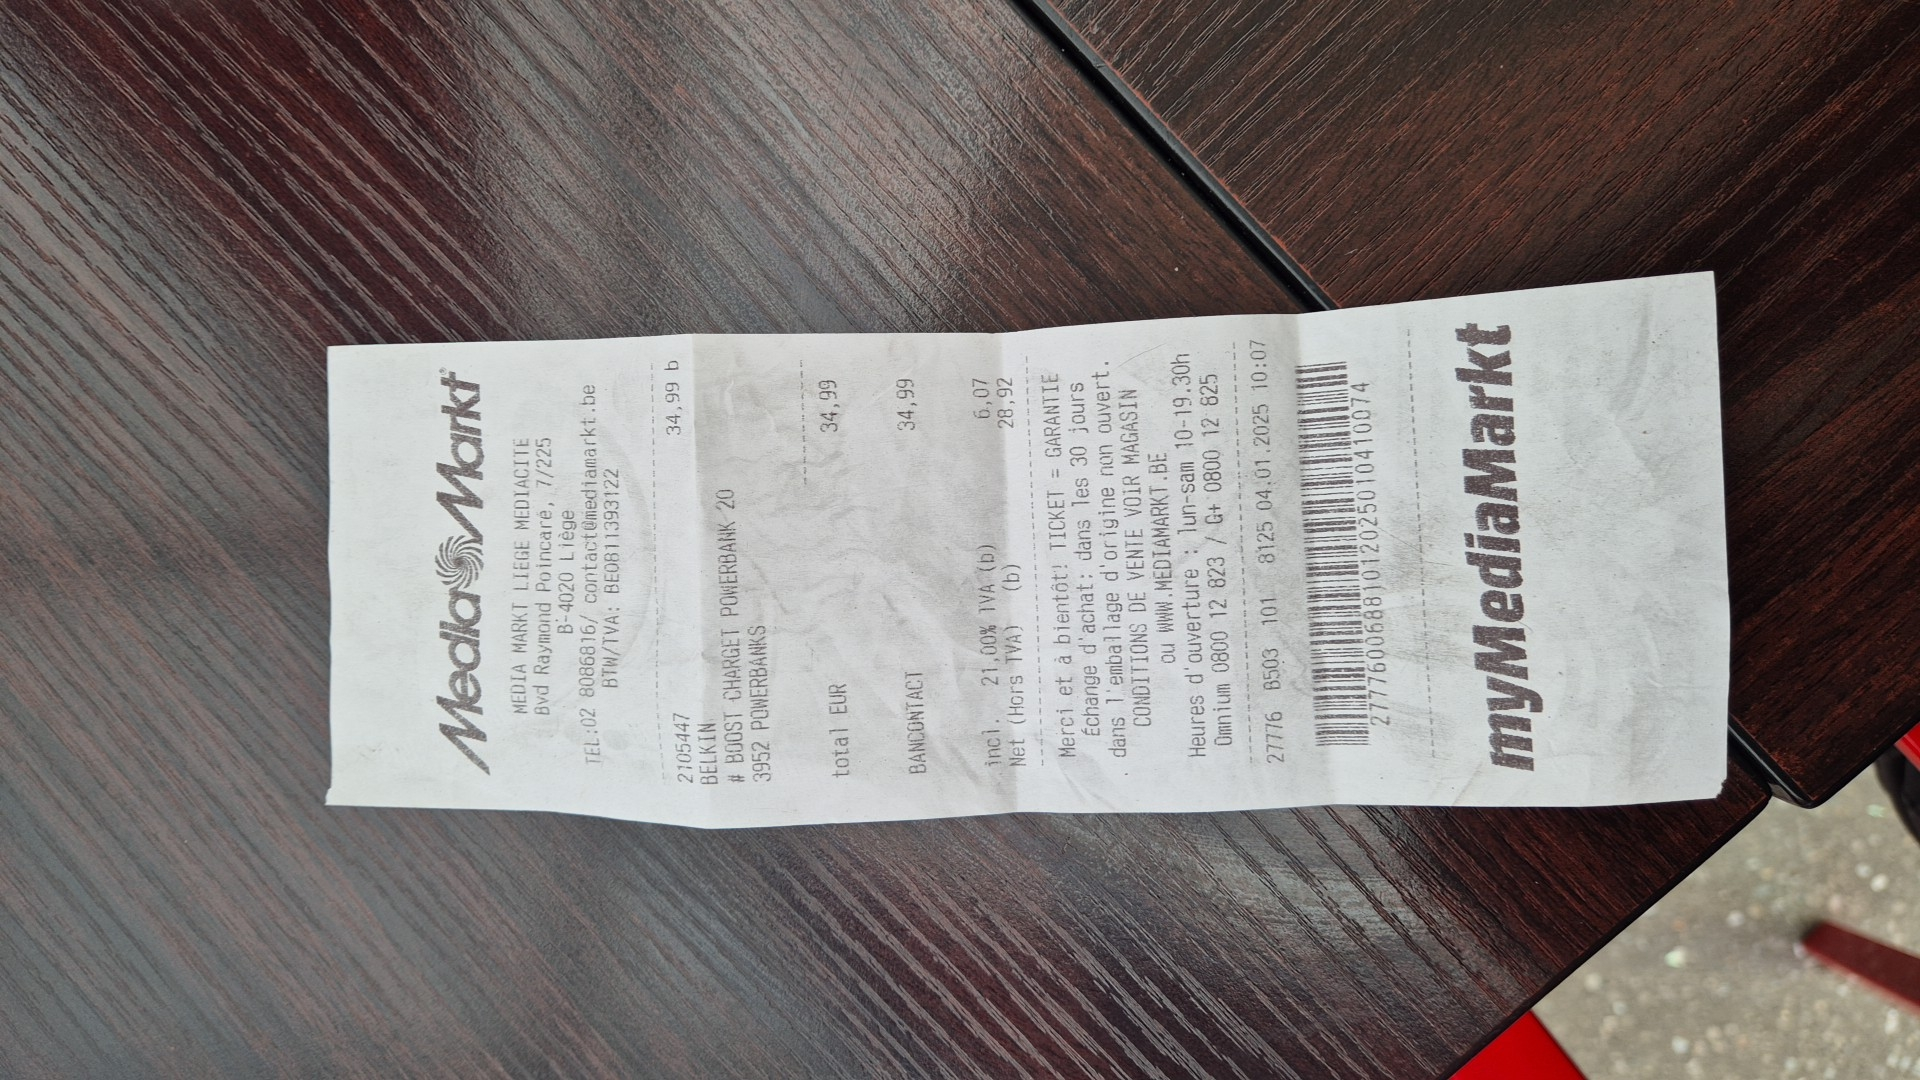 MediaMarkt
MEDIA MARKT LIEGE MEDIACITE
Bvd Raymond Poincaré, 7/225
B-4020 Liège
TEL:02 8086816/ contact@mediamarkt.be
BTW/TVA: BE0811393122
2105447 34,99 b
BELKIN
# BOOST CHARGET POWERBANK 20
3952 POWERBANKS
total EUR 34,99
BANCONTACT 34,99
incl. 21,00% TVA (b) 6,07
Net (Hors TVA) (b) 28,92
Merci et à bientôt! TICKET = GARANTIE
Échange d'achat: dans les 30 jours
dans l'emballage d'origine non ouvert.
CONDITIONS DE VENTE VOIR MAGASIN
ou WWW.MEDIAMARKT.BE
Heures d'ouverture : lun-sam 10-19.30h
Omnium 0800 12 823 / G+ 0800 12 825
27776 B503 101 8125 04.01.2025 10:07
27776006881012025010410074
myMediaMarkt